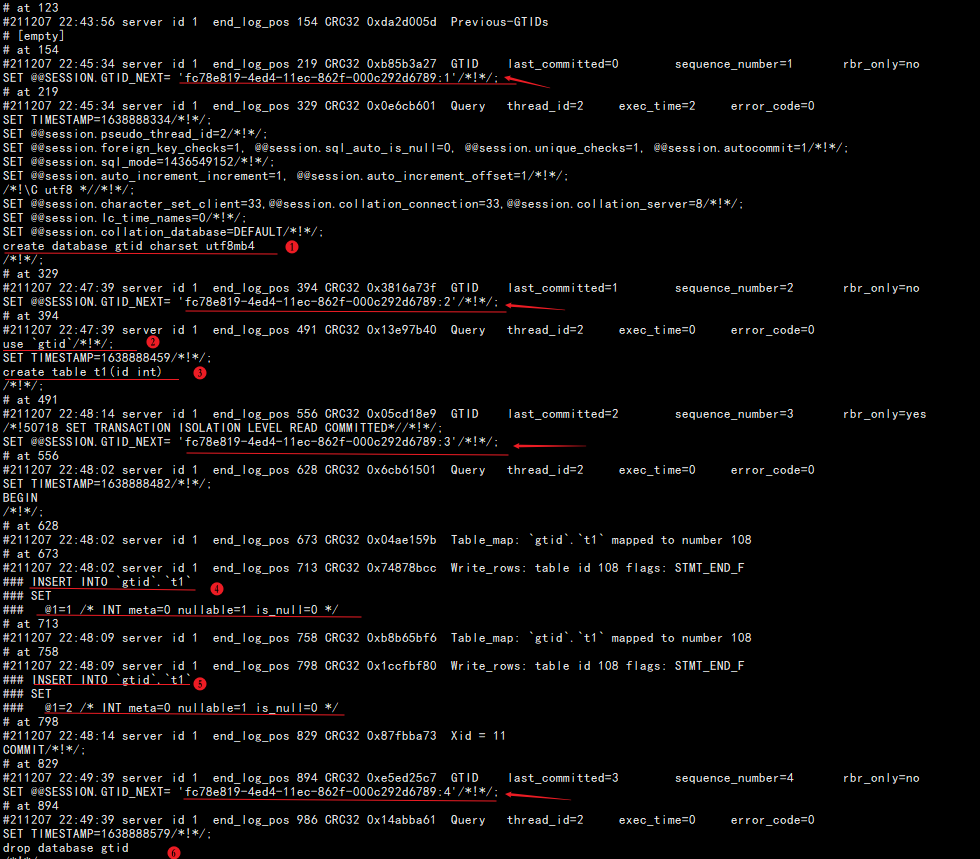 # at 123
#211207 22:43:56 server id 1  end_log_pos 154 CRC32 0xda2d005d  Previous-GTIDs
# [empty]
# at 154
#211207 22:45:34 server id 1  end_log_pos 219 CRC32 0xb85b3a27  GTID    last_committed=0        sequence_number=1       rbr_only=no
SET @@SESSION.GTID_NEXT= 'fc78e819-4ed4-11ec-862f-000c292d6789:1'/*!*/;
# at 219
#211207 22:45:34 server id 1  end_log_pos 329 CRC32 0x0e6cb601  Query   thread_id=2     exec_time=2     error_code=0
SET TIMESTAMP=1638888334/*!*/;
SET @@session.pseudo_thread_id=2/*!*/;
SET @@session.foreign_key_checks=1, @@session.sql_auto_is_null=0, @@session.unique_checks=1, @@session.autocommit=1/*!*/;
SET @@session.sql_mode=1436549152/*!*/;
SET @@session.auto_increment_increment=1, @@session.auto_increment_offset=1/*!*/;
/*!\C utf8 *//*!*/;
SET @@session.character_set_client=33,@@session.collation_connection=33,@@session.collation_server=8/*!*/;
SET @@session.lc_time_names=0/*!*/;
SET @@session.collation_database=DEFAULT/*!*/;
create database gtid charset utf8mb4 1
/*!*/;
# at 329
#211207 22:47:39 server id 1  end_log_pos 394 CRC32 0x3816a73f  GTID    last_committed=1        sequence_number=2       rbr_only=no
SET @@SESSION.GTID_NEXT= 'fc78e819-4ed4-11ec-862f-000c292d6789:2'/*!*/;
# at 394
#211207 22:47:39 server id 1  end_log_pos 491 CRC32 0x13e97b40  Query   thread_id=2     exec_time=0     error_code=0
use `gtid`/*!*/; 2
SET TIMESTAMP=1638888459/*!*/;
create table t1(id int) 3
/*!*/;
# at 491
#211207 22:48:14 server id 1  end_log_pos 556 CRC32 0x05cd18e9  GTID    last_committed=2        sequence_number=3       rbr_only=yes
/*!50718 SET TRANSACTION ISOLATION LEVEL READ COMMITTED*//*!*/;
SET @@SESSION.GTID_NEXT= 'fc78e819-4ed4-11ec-862f-000c292d6789:3'/*!*/;
# at 556
#211207 22:48:02 server id 1  end_log_pos 628 CRC32 0x6cb61501  Query   thread_id=2     exec_time=0     error_code=0
SET TIMESTAMP=1638888482/*!*/;
BEGIN
/*!*/;
# at 628
#211207 22:48:02 server id 1  end_log_pos 673 CRC32 0x04ae159b  Table_map: `gtid`.`t1` mapped to number 108
# at 673
#211207 22:48:02 server id 1  end_log_pos 713 CRC32 0x74878bcc  Write_rows: table id 108 flags: STMT_END_F
### INSERT INTO `gtid`.`t1` 4
### SET
###   @1=1 /* INT meta=0 nullable=1 is_null=0 */
# at 713
#211207 22:48:09 server id 1  end_log_pos 758 CRC32 0xb8b65bf6  Table_map: `gtid`.`t1` mapped to number 108
# at 758
#211207 22:48:09 server id 1  end_log_pos 798 CRC32 0x1ccfbf80  Write_rows: table id 108 flags: STMT_END_F
### INSERT INTO `gtid`.`t1` 5
### SET
###   @1=2 /* INT meta=0 nullable=1 is_null=0 */
# at 798
#211207 22:48:14 server id 1  end_log_pos 829 CRC32 0x87fbba73  Xid = 11
COMMIT/*!*/;
# at 829
#211207 22:49:39 server id 1  end_log_pos 894 CRC32 0xe5ed25c7  GTID    last_committed=3        sequence_number=4       rbr_only=no
SET @@SESSION.GTID_NEXT= 'fc78e819-4ed4-11ec-862f-000c292d6789:4'/*!*/;
# at 894
#211207 22:49:39 server id 1  end_log_pos 986 CRC32 0x14abba61  Query   thread_id=2     exec_time=0     error_code=0
SET TIMESTAMP=1638888579/*!*/;
drop database gtid 6